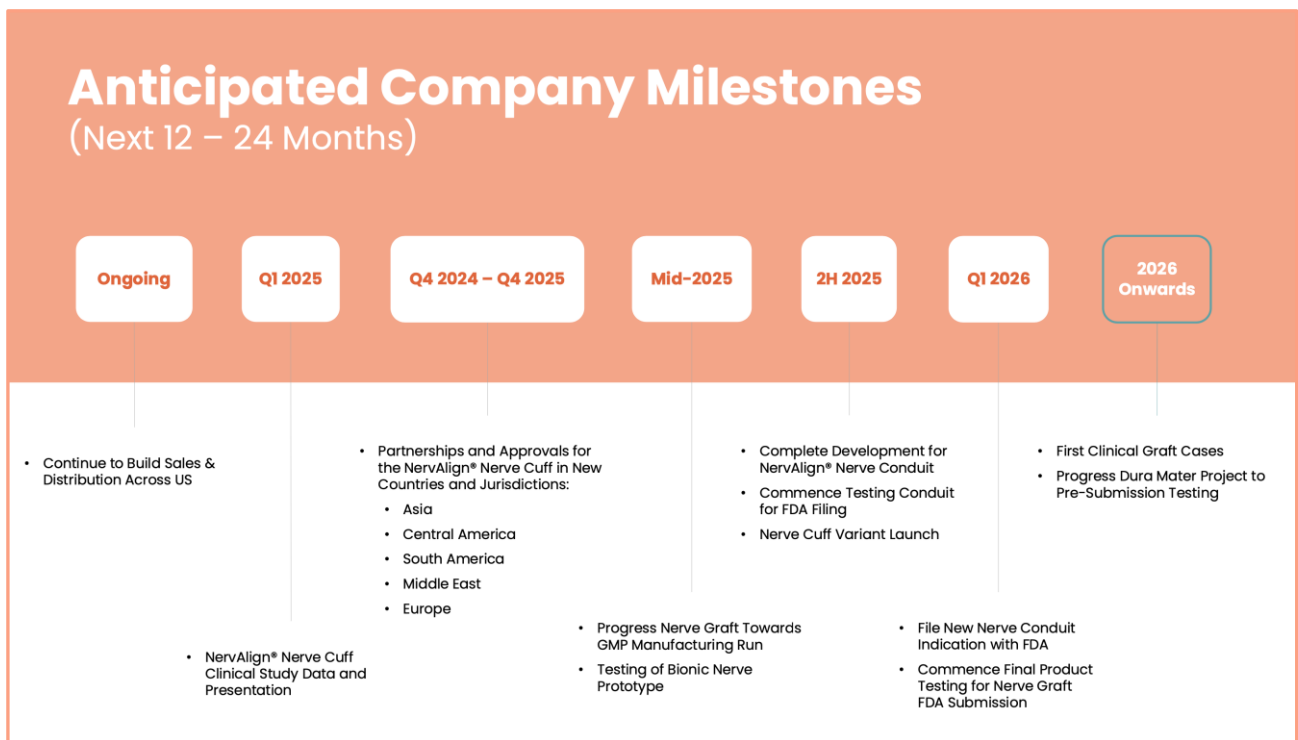 Anticipated Company Milestones
(Next 12 – 24 Months)
Ongoing
Q1 2025
Q4 2024 – Q4 2025
Mid-2025
2H 2025
Q1 2026
2026
Onwards
• Continue to Build Sales &
Distribution Across US
• NervAlign® Nerve Cuff
Clinical Study Data and
Presentation
• Partnerships and Approvals for
the NervAlign® Nerve Cuff in New
Countries and Jurisdictions:
• Asia
• Central America
• South America
• Middle East
• Europe
• Progress Nerve Graft Towards
GMP Manufacturing Run
• Testing of Bionic Nerve
Prototype
• Complete Development for
NervAlign® Nerve Conduit
• Commence Testing Conduit
for FDA Filing
• Nerve Cuff Variant Launch
• File New Nerve Conduit
Indication with FDA
• Commence Final Product
Testing for Nerve Graft
FDA Submission
• First Clinical Graft Cases
• Progress Dura Mater Project to
Pre-Submission Testing